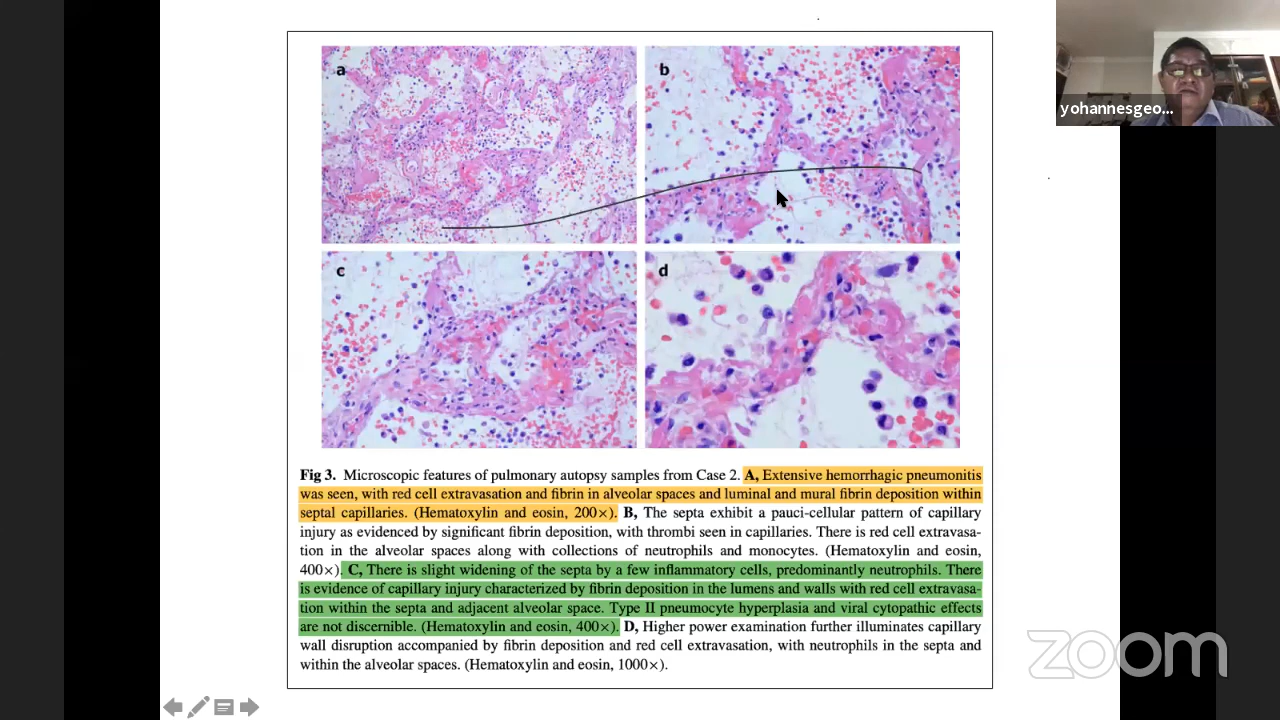 a
b
yohannesgeo...
c
d
Fig 3. Microscopic features of pulmonary autopsy samples from Case 2. A, Extensive hemorrhagic pneumonitis
was seen, with red cell extravasation and fibrin in alveolar spaces and luminal and mural fibrin deposition within
septal capillaries. (Hematoxylin and eosin, 200×). B, The septa exhibit a pauci-cellular pattern of capillary
injury as evidenced by significant fibrin deposition, with thrombi seen in capillaries. There is red cell extravasa-
tion in the alveolar spaces along with collections of neutrophils and monocytes. (Hematoxylin and eosin,
400×). C, There is slight widening of the septa by a few inflammatory cells, predominantly neutrophils. There
is evidence of capillary injury characterized by fibrin deposition in the lumens and walls with red cell extravasa-
tion within the septa and adjacent alveolar space. Type II pneumocyte hyperplasia and viral cytopathic effects
are not discernible. (Hematoxylin and eosin, 400×). D, Higher power examination further illuminates capillary
wall disruption accompanied by fibrin deposition and red cell extravasation, with neutrophils in the septa and
within the alveolar spaces. (Hematoxylin and eosin, 1000×).
zoom